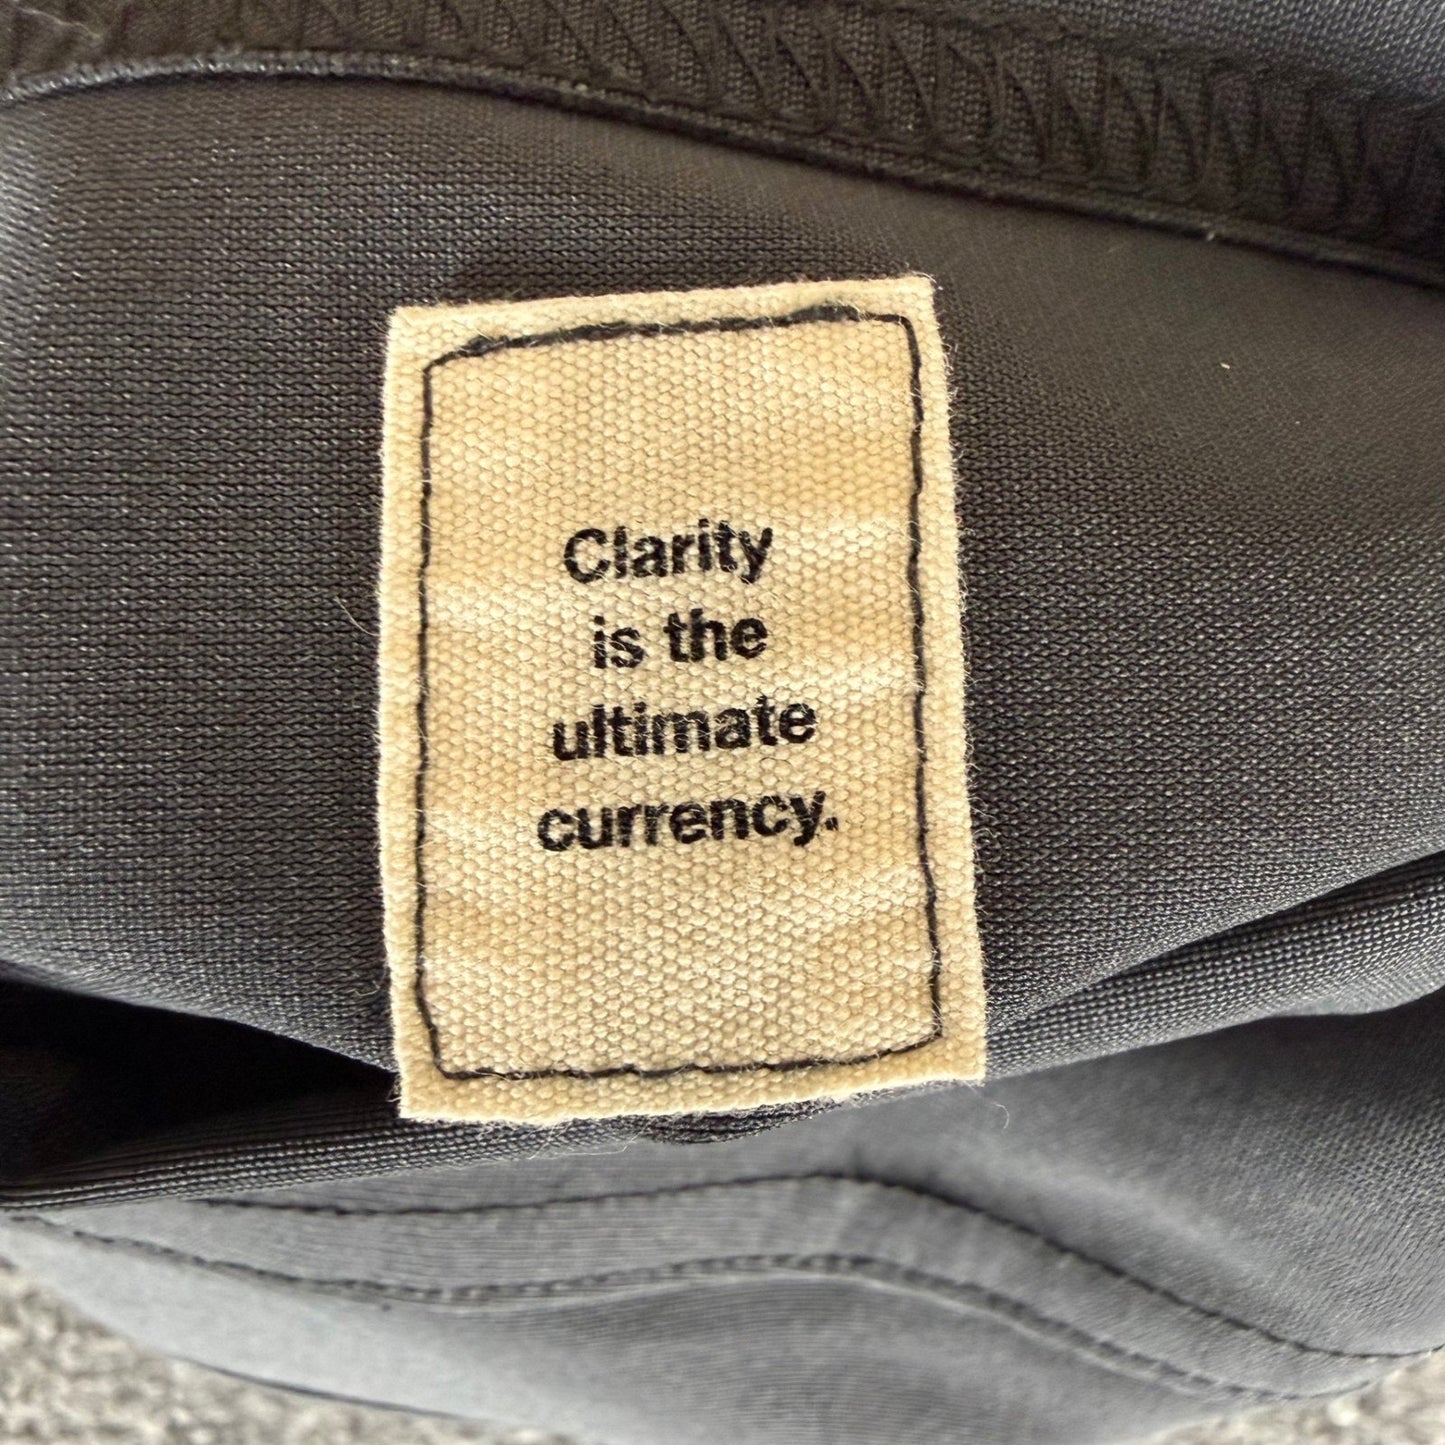 Clarity
is the
ultimate
currency.